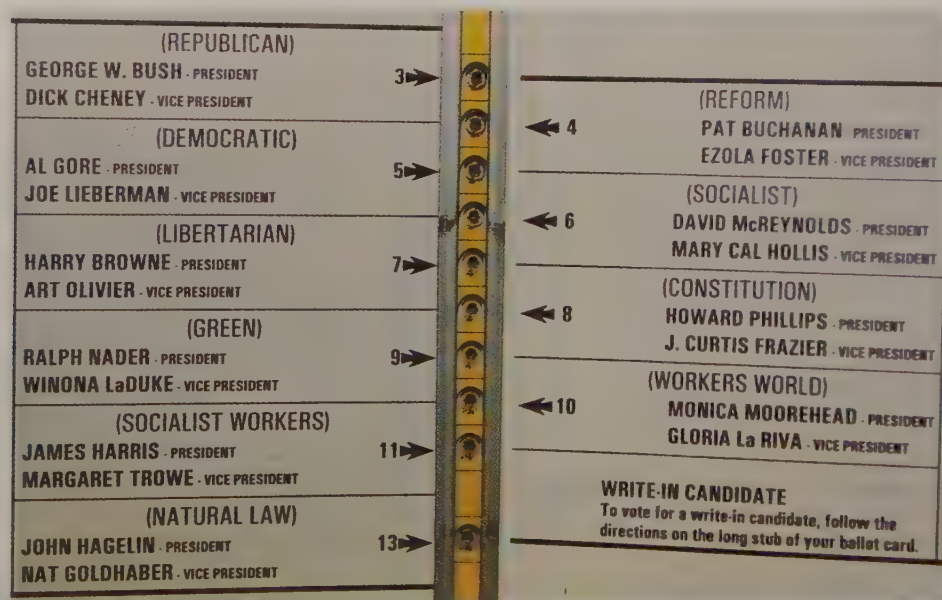 (REPUBLICAN)
GEORGE W. BUSH - PRESIDENT
DICK CHENEY - VICE PRESIDENT
3
(DEMOCRATIC)
AL GORE - PRESIDENT
JOE LIEBERMAN - VICE PRESIDENT
5
(LIBERTARIAN)
HARRY BROWNE - PRESIDENT
ART OLIVIER - VICE PRESIDENT
7
(GREEN)
RALPH NADER - PRESIDENT
WINONA LaDUKE - VICE PRESIDENT
9
(SOCIALIST WORKERS)
JAMES HARRIS - PRESIDENT
MARGARET TROWE - VICE PRESIDENT
11
(NATURAL LAW)
JOHN HAGELIN - PRESIDENT
NAT GOLDHABER - VICE PRESIDENT
13
(REFORM)
4
PAT BUCHANAN PRESIDENT
EZOLA FOSTER - VICE PRESIDENT
(SOCIALIST)
6
DAVID McREYNOLDS - PRESIDENT
MARY CAL HOLLIS - VICE PRESIDENT
(CONSTITUTION)
8
HOWARD PHILLIPS - PRESIDENT
J. CURTIS FRAZIER - VICE PRESIDENT
(WORKERS WORLD)
10
MONICA MOOREHEAD - PRESIDENT
GLORIA La RIVA - VICE PRESIDENT
WRITE-IN CANDIDATE
To vote for a write-in candidate, follow the
directions on the long stub of your ballot card.